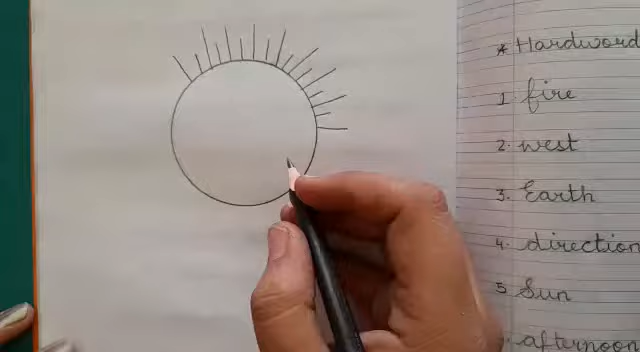 * Hardword
1. fire
2. west
3. Earth
4. direction
5 Sun
. afternoon